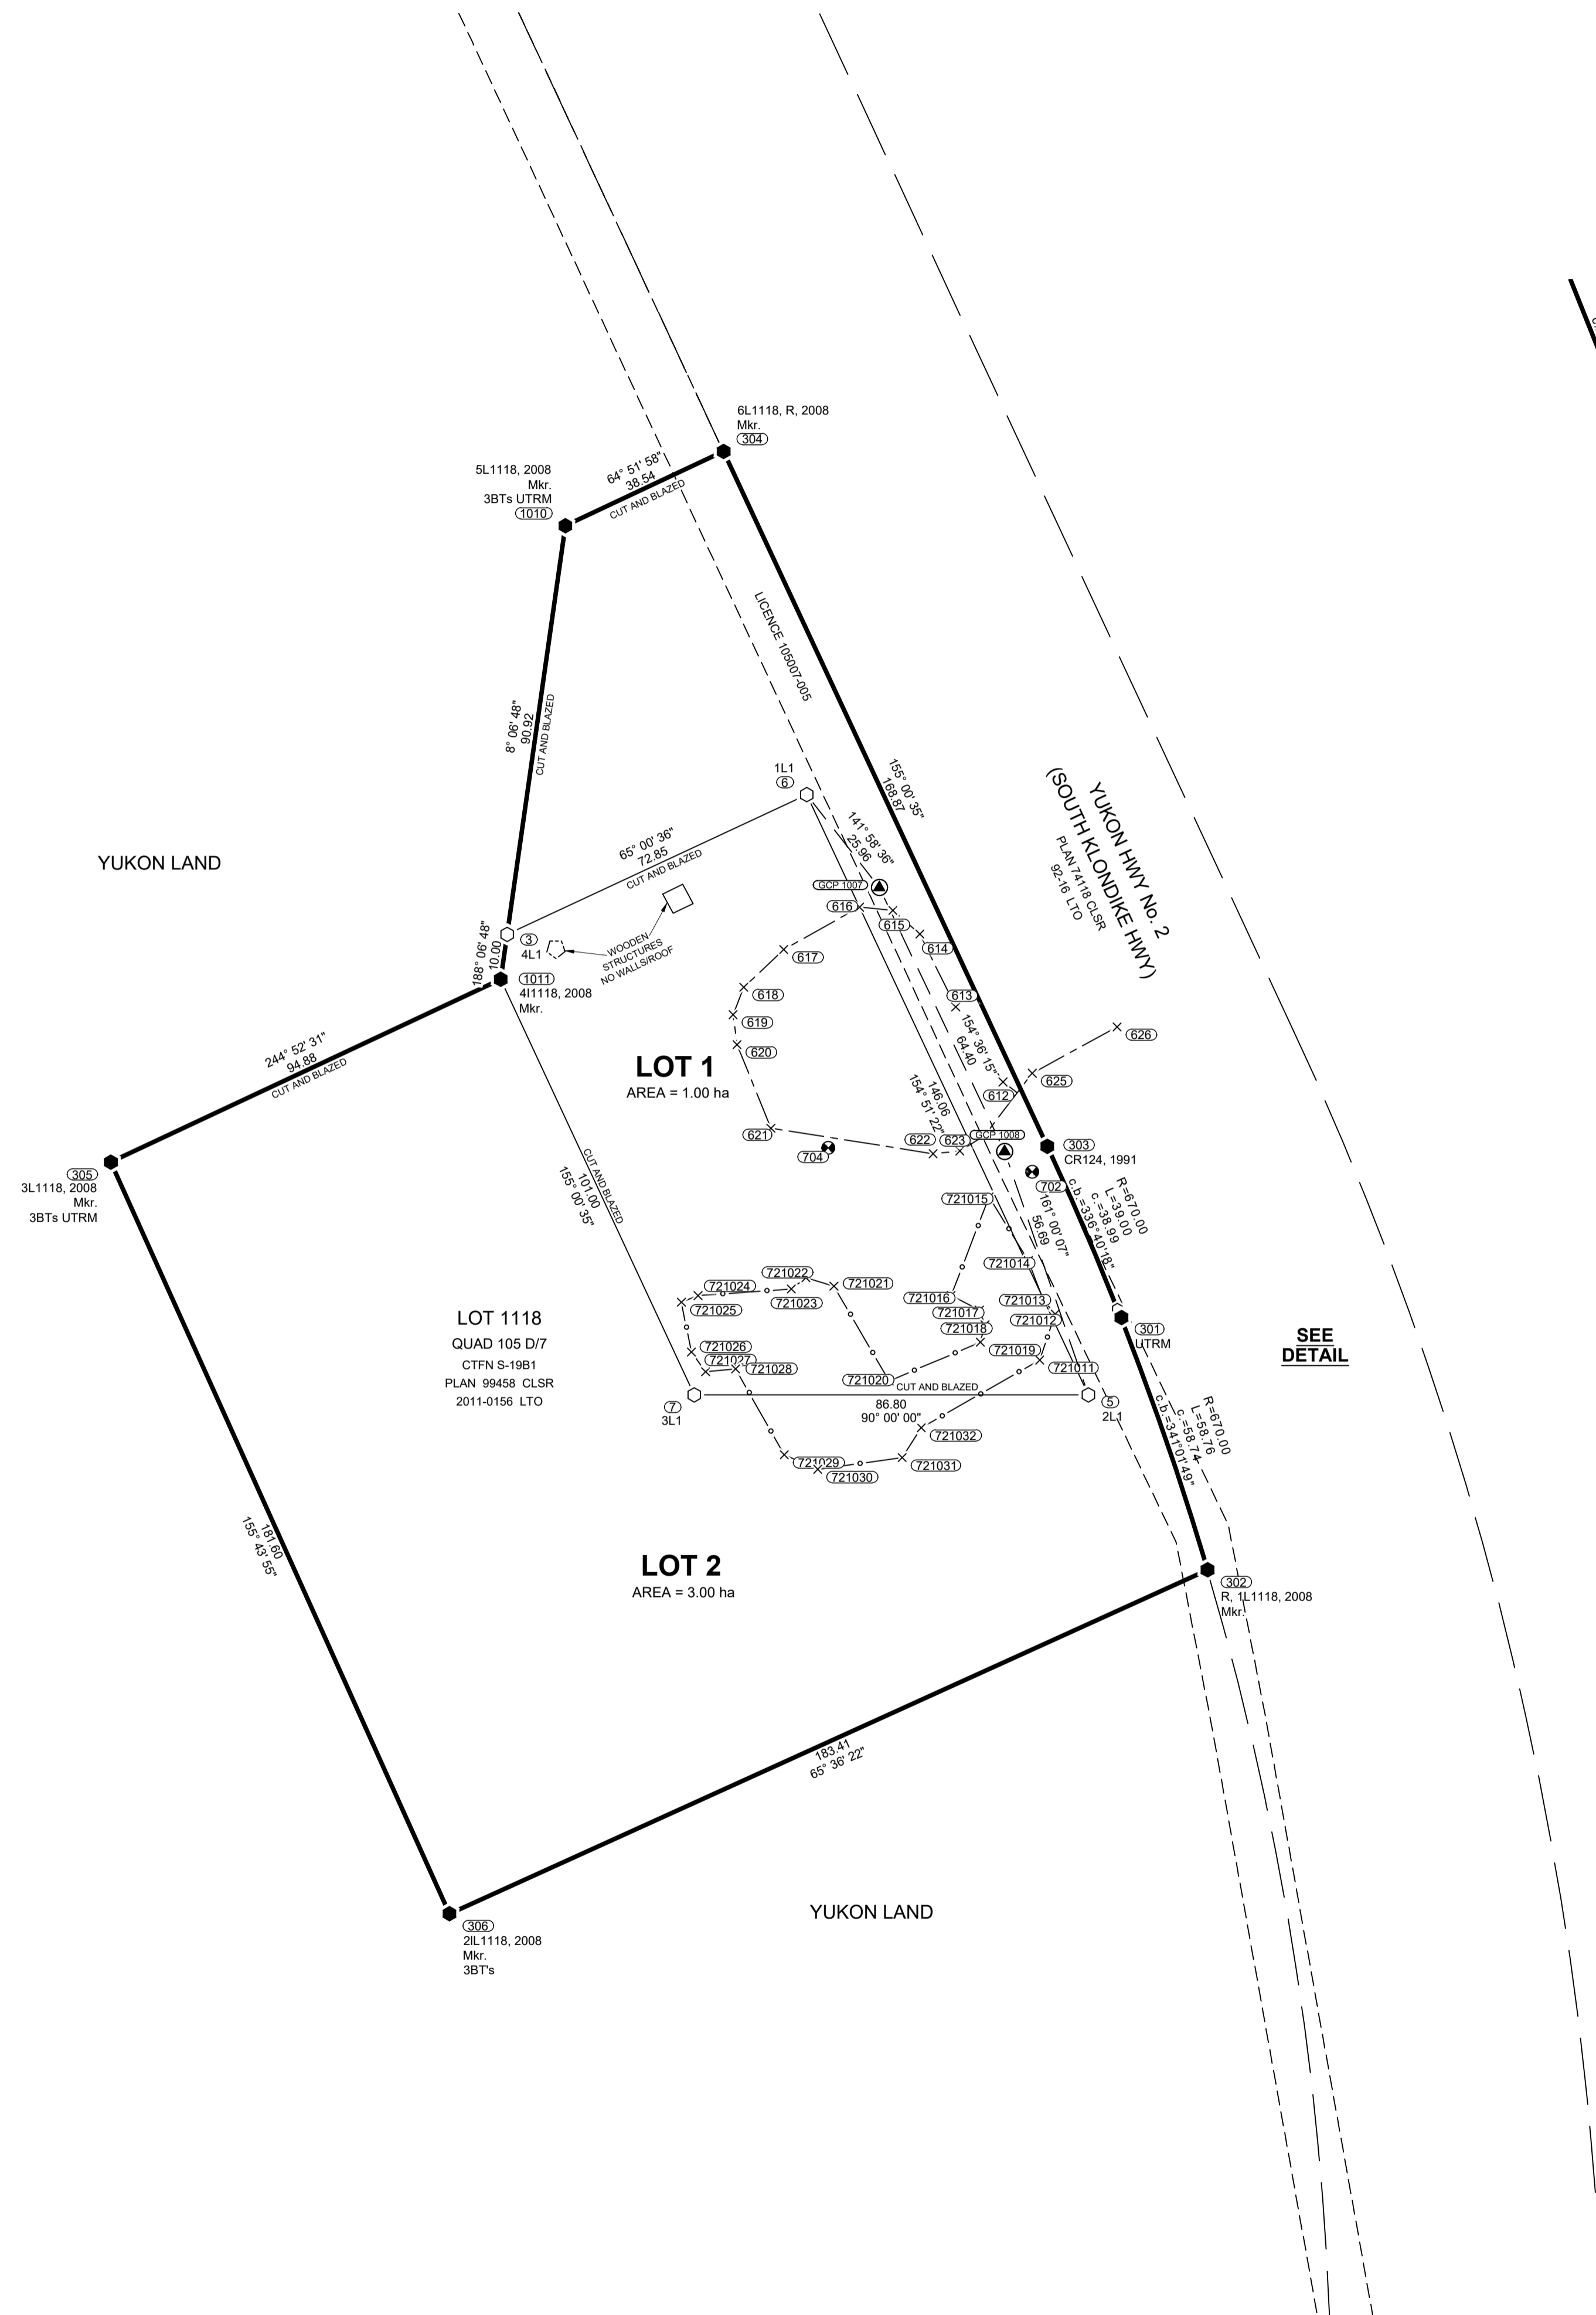 6L1118, R, 2008
Mkr.
304
5L1118, 2008
Mkr.
3BTs UTRM
1010
64° 51' 58"
38.54
CUT AND BLAZED
LICENCE 105007-005
8° 06' 48"
90.92
CUT AND BLAZED
1L1
6
155° 00' 35"
168.87
141° 58' 36"
25.96
YUKON HWY No. 2
(SOUTH KLONDIKE HWY)
PLAN 74118 CLSR
92-16 LTO
YUKON LAND
65° 00' 36"
72.85
CUT AND BLAZED
GCP 1007
616
615
614
617
3
4L1
WOODEN
STRUCTURES
NO WALLS/ROOF
188° 06' 48"
10.00
1011
4I1118, 2008
Mkr.
618
613
619
154° 36' 15"
64.40
626
620
244° 52' 31"
94.88
CUT AND BLAZED
LOT 1
AREA = 1.00 ha
625
612
146.06
154° 51' 22"
621
622
623
GCP 1008
704
303
CR124, 1991
305
3L1118, 2008
Mkr.
3BTs UTRM
CUT AND BLAZED
101.00
155° 00' 35"
702
721015
161° 00' 07"
56.69
R=670.00
L=39.00
c.=38.99
c.b.=336°40'18"
721014
721022
721024
721021
721025
721023
721016
721013
721017
721012
721018
301
UTRM
LOT 1118
QUAD 105 D/7
CTFN S-19B1
PLAN 99458 CLSR
2011-0156 LTO
SEE
DETAIL
721026
721027
721028
721019
721011
721020
CUT AND BLAZED
86.80
90° 00' 00"
7
3L1
5
2L1
R=670.00
L=58.76
c.=58.74
c.b.=341°01'49"
721032
721029
721031
721030
181.60
155° 43' 55"
LOT 2
AREA = 3.00 ha
302
R, 1L1118, 2008
Mkr.
183.41
65° 36' 22"
YUKON LAND
306
2IL1118, 2008
Mkr.
3BT's